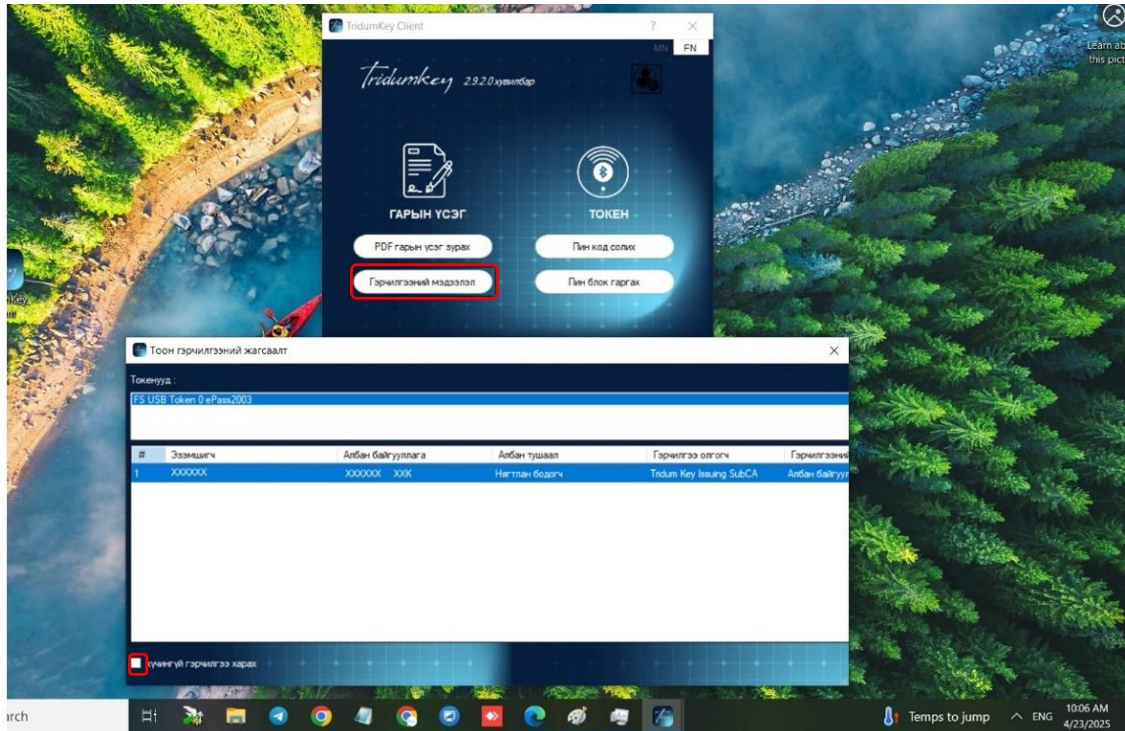 TridumKey Client
?
MN EN
Learn ab
this pict
Tridumkey 2.9.2.0 хувилбар
ГАРЫН ҮСЭГ
ТОКЕН
PDF гарын үсэг зурах
Пин код солих
Гэрчилгээний мэдээлэл
Пин блок гаргах
Key
Тоон гэрчилгээний жагсаалт
Токенууд :
FS USB Token 0 ePass2003
# Эзэмшигч Албан байгууллага Албан тушаал Гэрчилгээ олгогч Гэрчилгээний
1 XXXXXX XXXXXX ХХК Нягтлан бодогч Tridum Key Issuing SubCA Албан байгуул
хүчингүй гэрчилгээ харах
arch
Temps to jump
ENG
10:06 AM
4/23/2025